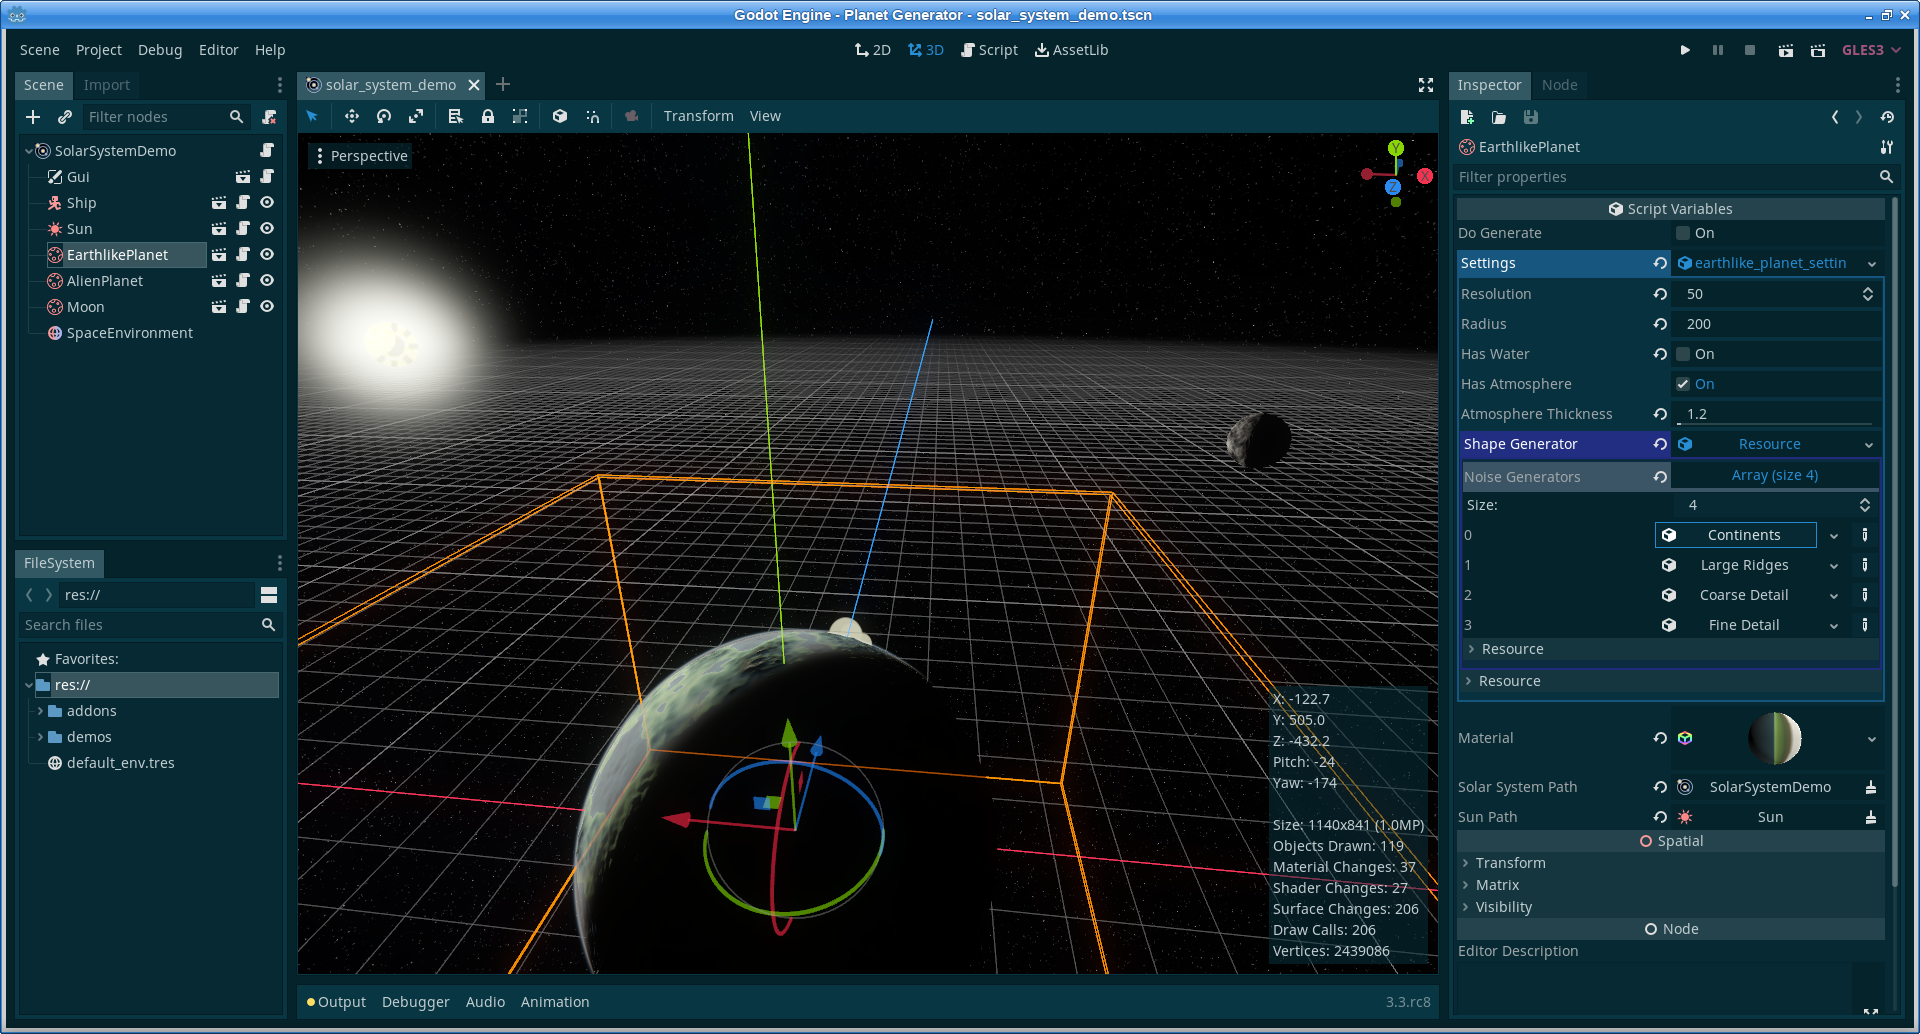 Godot Engine - Planet Generator - solar_system_demo.tscn
Scene Project Debug Editor Help
2D 3D Script AssetLib
GLES3
Scene Import
Filter nodes
SolarSystemDemo
Gui
Ship
Sun
EarthlikePlanet
AlienPlanet
Moon
SpaceEnvironment
FileSystem
res://
Search files
Favorites:
res://
addons
demos
default_env.tres
solar_system_demo
Transform View
Perspective
Y
X
Z
X: -122.7
Y: 505.0
Z: -432.2
Pitch: -24
Yaw: -174
Size: 1140x841 (1.0MP)
Objects Drawn: 119
Material Changes: 37
Shader Changes: 27
Surface Changes: 206
Draw Calls: 206
Vertices: 2439086
Output Debugger Audio Animation
3.3.rc8
Inspector Node
EarthlikePlanet
Filter properties
Script Variables
Do Generate On
Settings earthlike_planet_settin
Resolution 50
Radius 200
Has Water On
Has Atmosphere On
Atmosphere Thickness 1.2
Shape Generator Resource
Noise Generators Array (size 4)
Size: 4
0 Continents
1 Large Ridges
2 Coarse Detail
3 Fine Detail
Resource
Resource
Material
Solar System Path SolarSystemDemo
Sun Path Sun
Spatial
Transform
Matrix
Visibility
Node
Editor Description